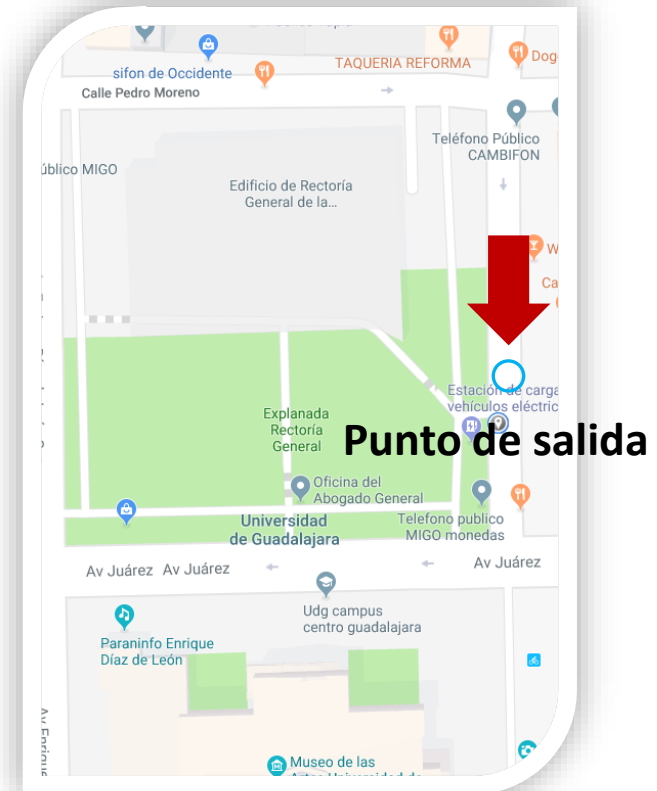 sifon de Occidente
TAQUERIA REFORMA
Dog
Calle Pedro Moreno
Teléfono Público
CAMBIFON
úblico MIGO
Edificio de Rectoría
General de la...
W
Ca
Estación de carga
vehículos eléctric
Explanada
Rectoría
General
Punto de salida
Oficina del
Abogado General
Universidad
de Guadalajara
Telefono publico
MIGO monedas
Av Juárez Av Juárez
Av Juárez
Udg campus
centro guadalajara
Paraninfo Enrique
Díaz de León
Av Enrique
Museo de las